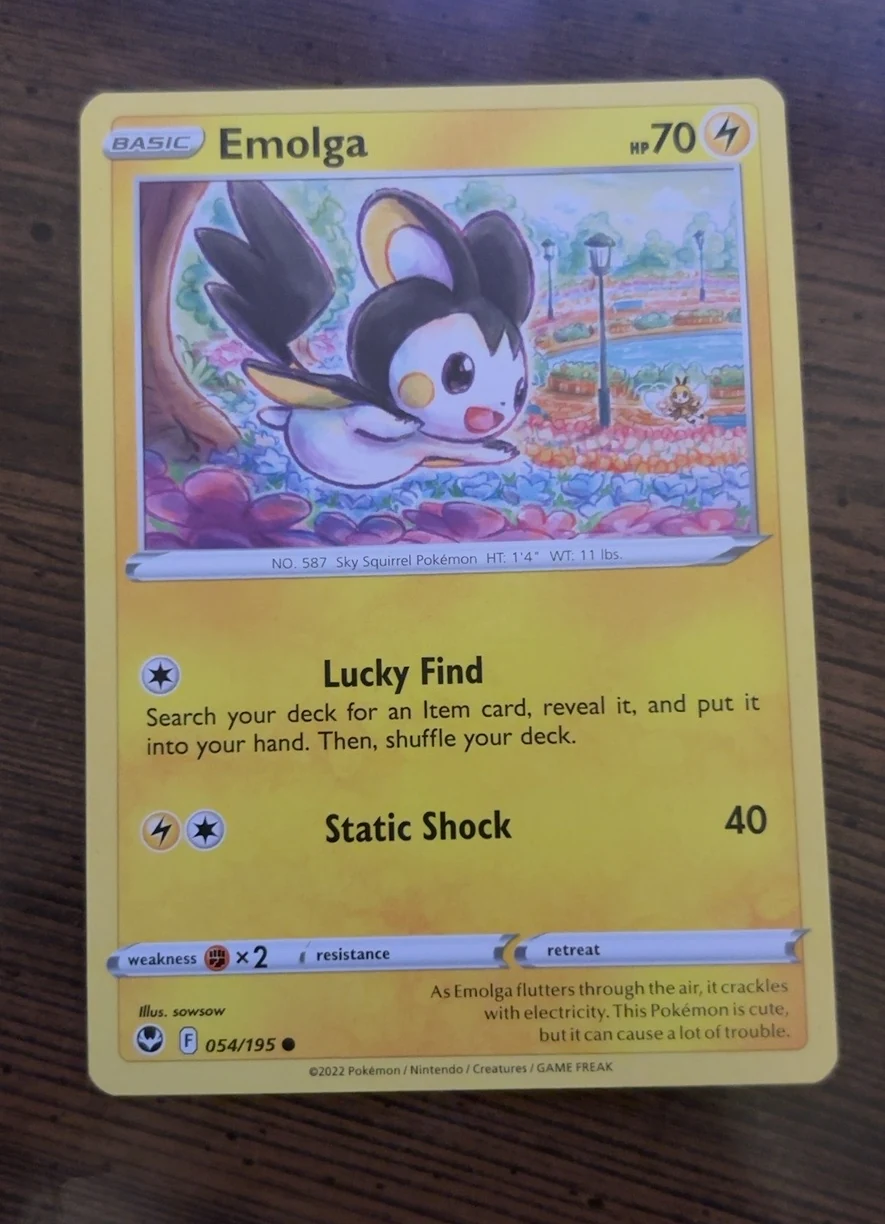 BASIC Emolga HP 70
NO. 587 Sky Squirrel Pokémon HT: 1'4" WT: 11 lbs.
Lucky Find
Search your deck for an Item card, reveal it, and put it
into your hand. Then, shuffle your deck.
Static Shock 40
weakness ×2 resistance retreat
As Emolga flutters through the air, it crackles
with electricity. This Pokémon is cute,
but it can cause a lot of trouble.
Illus. sowsow
F 054/195
©2022 Pokémon / Nintendo / Creatures / GAME FREAK